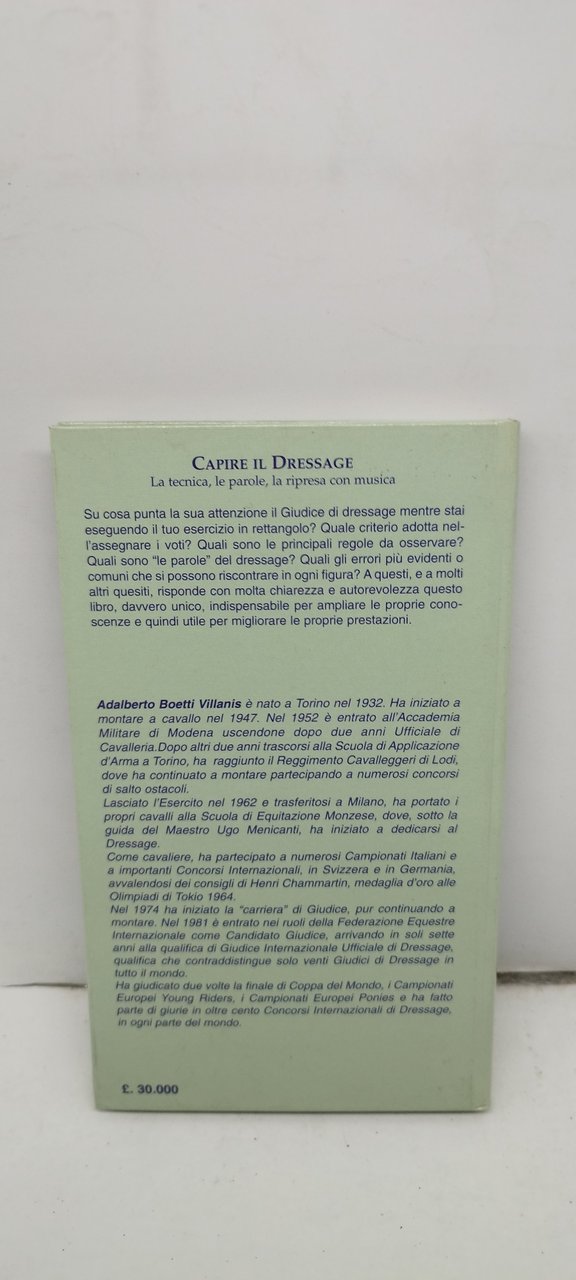 CAPIRE IL DRESSAGE
La tecnica, le parole, la ripresa con musica
Su cosa punta la sua attenzione il Giudice di dressage mentre stai
eseguendo il tuo esercizio in rettangolo? Quale criterio adotta nel-
l'assegnare i voti? Quali sono le principali regole da osservare?
Quali sono “le parole” del dressage? Quali gli errori più evidenti o
comuni che si possono riscontrare in ogni figura? A questi, e a molti
altri quesiti, risponde con molta chiarezza e autorevolezza questo
libro, davvero unico, indispensabile per ampliare le proprie cono-
scenze e quindi utile per migliorare le proprie prestazioni.
Adalberto Boetti Villanis è nato a Torino nel 1932. Ha iniziato a
montare a cavallo nel 1947. Nel 1952 è entrato all'Accademia
Militare di Modena uscendone dopo due anni Ufficiale di
Cavalleria.Dopo altri due anni trascorsi alla Scuola di Applicazione
d'Arma a Torino, ha raggiunto il Reggimento Cavalleggeri di Lodi,
dove ha continuato a montare partecipando a numerosi concorsi
di salto ostacoli.
Lasciato l'Esercito nel 1962 e trasferitosi a Milano, ha portato i
propri cavalli alla Scuola di Equitazione Monzese, dove, sotto la
guida del Maestro Ugo Menicanti, ha iniziato a dedicarsi al
Dressage.
Come cavaliere, ha partecipato a numerosi Campionati Italiani e
a importanti Concorsi Internazionali, in Svizzera e in Germania,
avvalendosi dei consigli di Henri Chammartin, medaglia d'oro alle
Olimpiadi di Tokio 1964.
Nel 1974 ha iniziato la “carriera” di Giudice, pur continuando a
montare. Nel 1981 è entrato nei ruoli della Federazione Equestre
Internazionale come Candidato Giudice, arrivando in soli sette
anni alla qualifica di Giudice Internazionale Ufficiale di Dressage,
qualifica che contraddistingue solo venti Giudici di Dressage in
tutto il mondo.
Ha giudicato due volte la finale di Coppa del Mondo, i Campionati
Europei Young Riders, i Campionati Europei Ponies e ha fatto
parte di giurie in oltre cento Concorsi Internazionali di Dressage,
in ogni parte del mondo.
£. 30.000